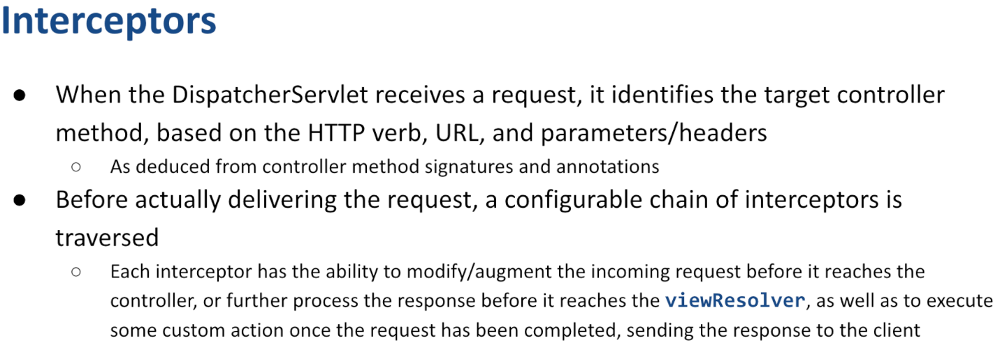 Interceptors
● When the DispatcherServlet receives a request, it identifies the target controller
method, based on the HTTP verb, URL, and parameters/headers
○ As deduced from controller method signatures and annotations
● Before actually delivering the request, a configurable chain of interceptors is
traversed
○ Each interceptor has the ability to modify/augment the incoming request before it reaches the
controller, or further process the response before it reaches the viewResolver, as well as to execute
some custom action once the request has been completed, sending the response to the client